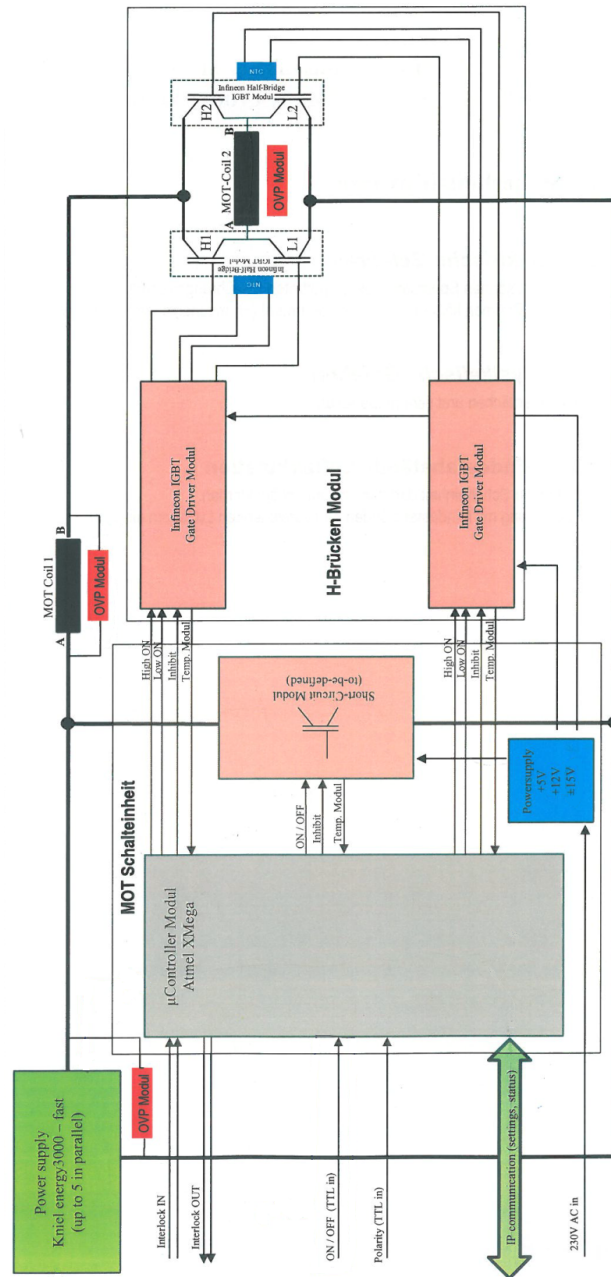 Power supply
Kniel energy3000 – fast
(up to 5 in parallel)
OVP Modul
Interlock IN
Interlock OUT
ON / OFF (TTL in)
Polarity (TTL in)
IP communication (settings, status)
230V AC in
MOT Schalteinheit
µController Modul
Atmel XMega
ON / OFF
Inhibit
Temp. Modul
Short-Circuit Modul
(to-be-defined)
Powersupply
+5V
+12V
±15V
A
MOT Coil 1
B
OVP Modul
High ON
Low ON
Inhibit
Temp. Modul
High ON
Low ON
Inhibit
Temp. Modul
Infineon IGBT
Gate Driver Modul
Infineon IGBT
Gate Driver Modul
H-Brücken Modul
NTC
Infineon Half-Bridge
IGBT Modul
H1
L1
A
MOT-Coil 2
B
OVP Modul
H2
L2
Infineon Half-Bridge
IGBT Modul
NTC